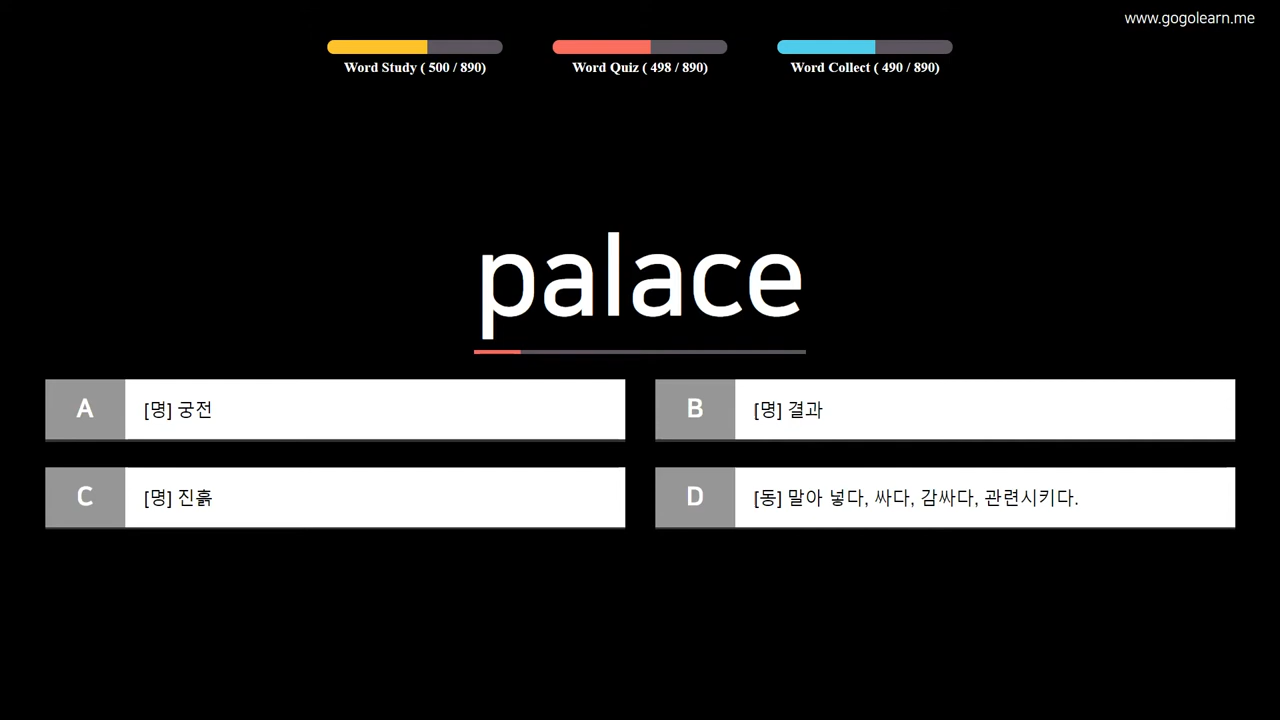 www.gogolearn.me
Word Study ( 500 / 890)
Word Quiz ( 498 / 890)
Word Collect ( 490 / 890)
palace
A [명] 궁전
B [명] 결과
C [명] 진흙
D [동] 말아 넣다, 싸다, 감싸다, 관련시키다.